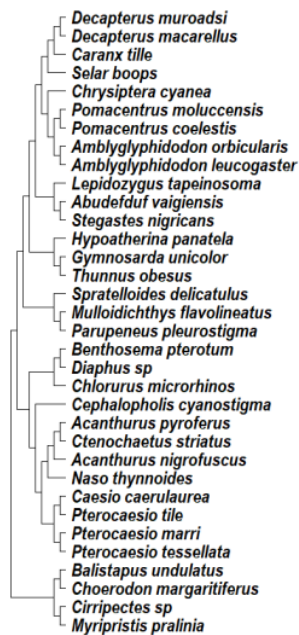 Decapterus muroadsi
Decapterus macarellus
Caranx tille
Selar boops
Chrysiptera cyanea
Pomacentrus moluccensis
Pomacentrus coelestis
Amblyglyphidodon orbicularis
Amblyglyphidodon leucogaster
Lepidozygus tapeinosoma
Abudefduf vaigiensis
Stegastes nigricans
Hypoatherina panatela
Gymnosarda unicolor
Thunnus obesus
Spratelloides delicatulus
Mulloidichthys flavolineatus
Parupeneus pleurostigma
Benthosema pterotum
Diaphus sp
Chlorurus microrhinos
Cephalopholis cyanostigma
Acanthurus pyroferus
Ctenochaetus striatus
Acanthurus nigrofuscus
Naso thynnoides
Caesio caerulaurea
Pterocaesio tile
Pterocaesio marri
Pterocaesio tessellata
Balistapus undulatus
Choerodon margaritiferus
Cirripectes sp
Myripristis pralinia